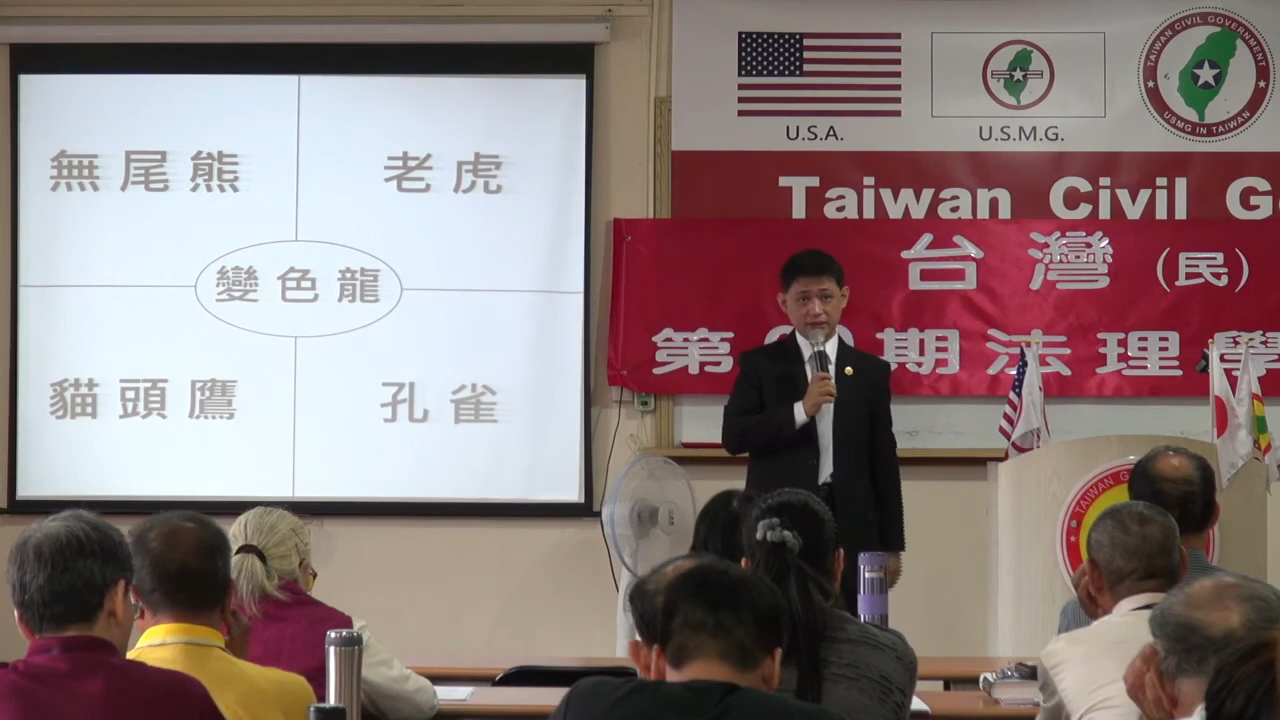 無尾熊
老虎
變色龍
貓頭鷹
孔雀
U.S.A.
U.S.M.G.
TAIWAN CIVIL GOVERNMENT
USMG IN TAIWAN
Taiwan Civil G
台灣(民)
第
期法理學
TAIWAN G